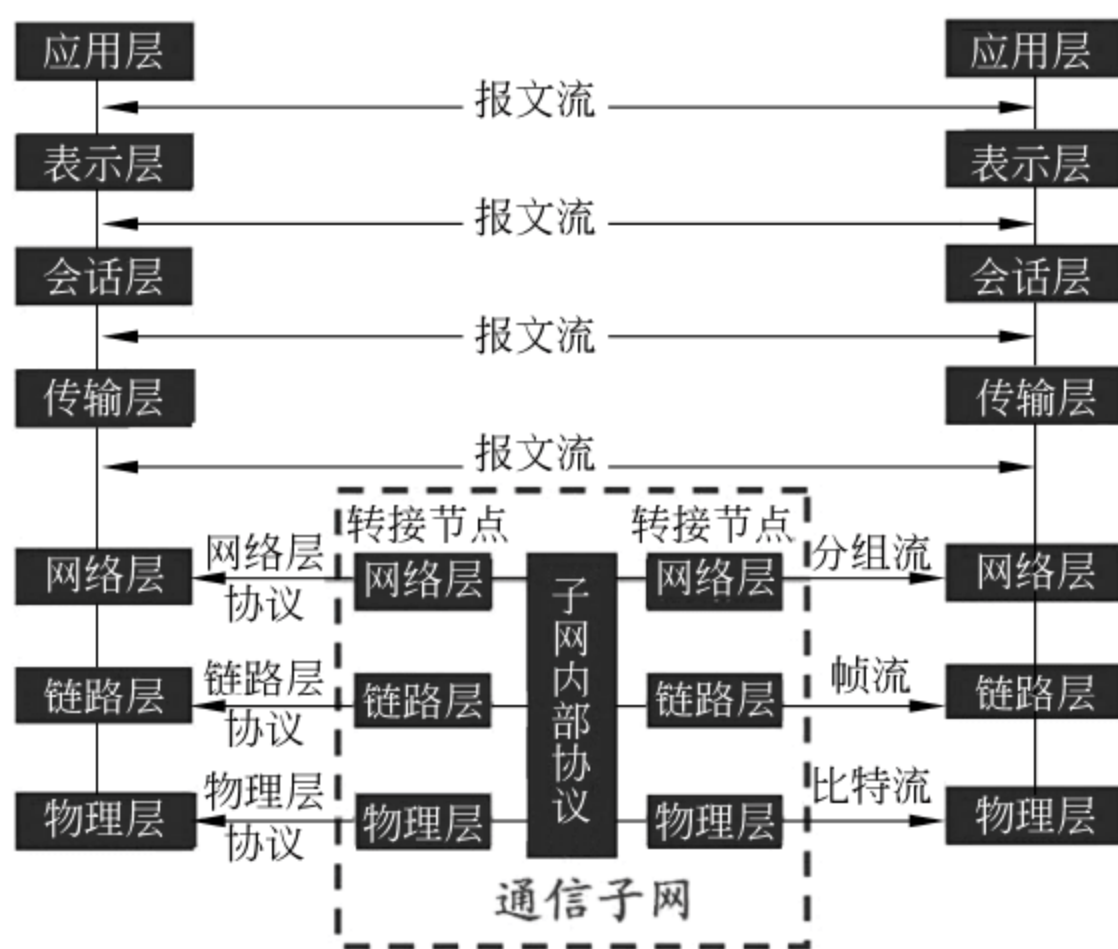 应用层 应用层
报文流
表示层 表示层
报文流
会话层 会话层
报文流
传输层 传输层
报文流
转接节点 转接节点
网络层 网络层协议 网络层 网络层 分组流 网络层
子网内部协议
链路层 链路层协议 链路层 链路层 帧流 链路层
物理层 物理层协议 物理层 物理层 比特流 物理层
通信子网